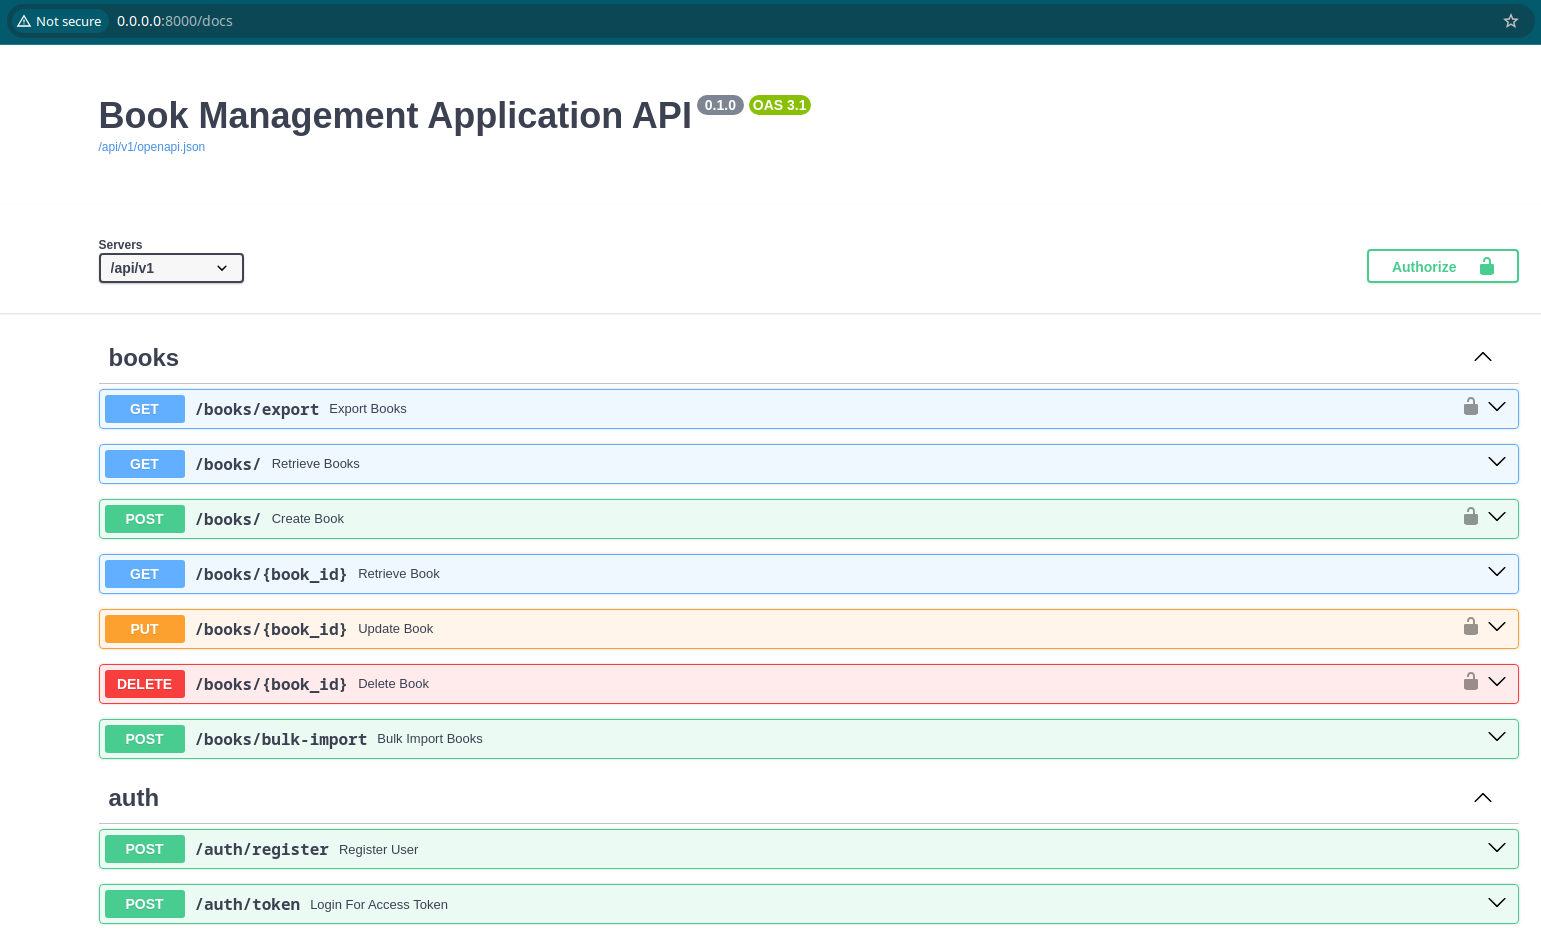 Not secure 0.0.0.0:8000/docs
Book Management Application API 0.1.0 OAS 3.1
/api/v1/openapi.json
Servers
/api/v1
Authorize
books
GET /books/export Export Books
GET /books/ Retrieve Books
POST /books/ Create Book
GET /books/{book_id} Retrieve Book
PUT /books/{book_id} Update Book
DELETE /books/{book_id} Delete Book
POST /books/bulk-import Bulk Import Books
auth
POST /auth/register Register User
POST /auth/token Login For Access Token